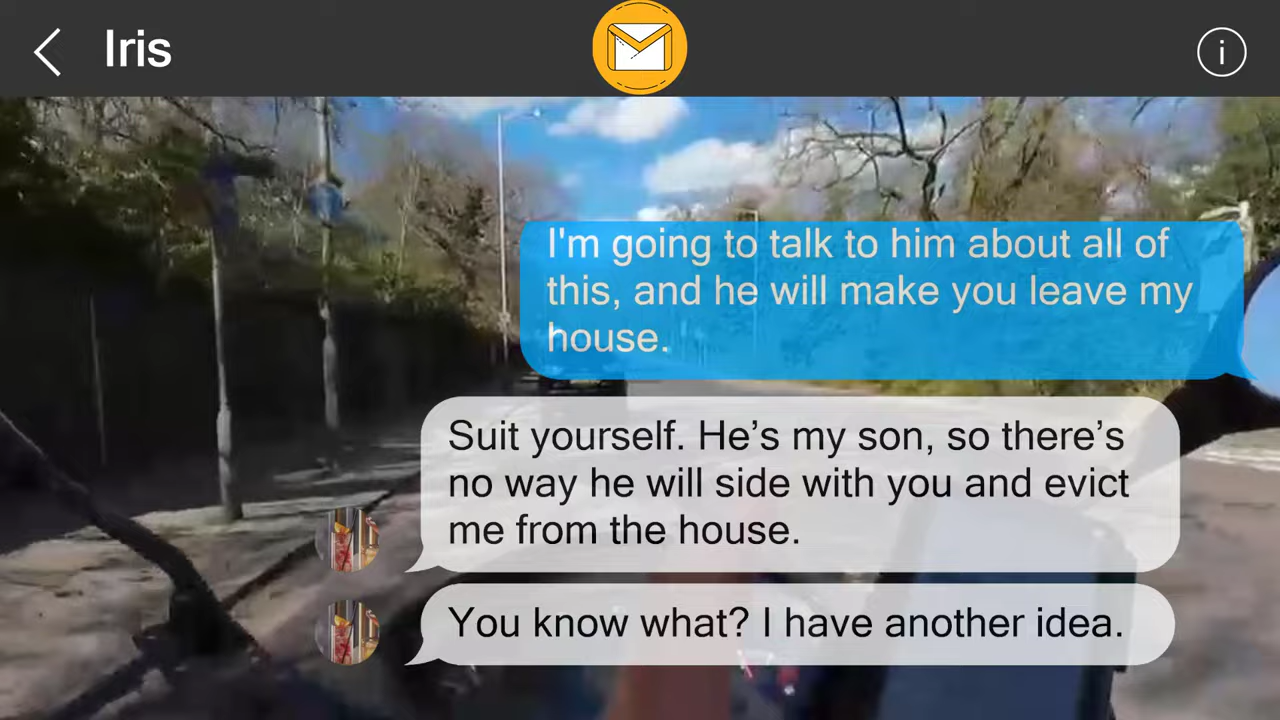 Iris
i
I'm going to talk to him about all of
this, and he will make you leave my
house.
Suit yourself. He’s my son, so there’s
no way he will side with you and evict
me from the house.
You know what? I have another idea.